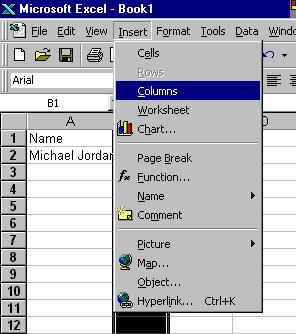 Microsoft Excel - Book1
File Edit View Insert Format Tools Data Window
Arial
B1
A D
1 Name
2 Michael Jordan
3
4
5
6
7
8
9
10
11
12
Cells
Rows
Columns
Worksheet
Chart...
Page Break
Function...
Name
Comment
Picture
Map...
Object...
Hyperlink... Ctrl+K